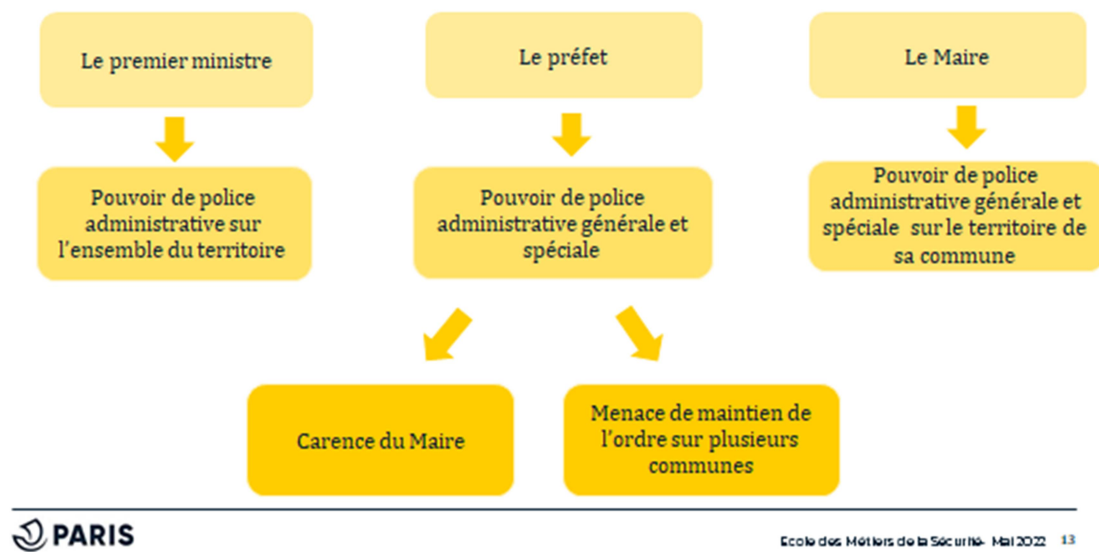 Le premier ministre
Le préfet
Le Maire
Pouvoir de police
administrative sur
l'ensemble du territoire
Pouvoir de police
administrative générale et
spéciale
Pouvoir de police
administrative générale et
spéciale sur le territoire de
sa commune
Carence du Maire
Menace de maintien de
l'ordre sur plusieurs
communes
PARIS
Ecole des Métiers de la Sécurité- Mai 2022 13